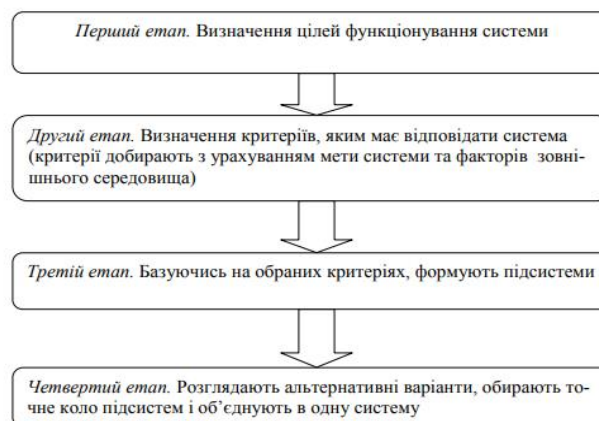 Перший етап. Визначення цілей функціонування системи
Другий етап. Визначення критеріїв, яким має відповідати система
(критерії добирають з урахуванням мети системи та факторів зовні-
шнього середовища)
Третій етап. Базуючись на обраних критеріях, формують підсистеми
Четвертий етап. Розглядають альтернативні варіанти, обирають то-
чне коло підсистем і об’єднують в одну систему